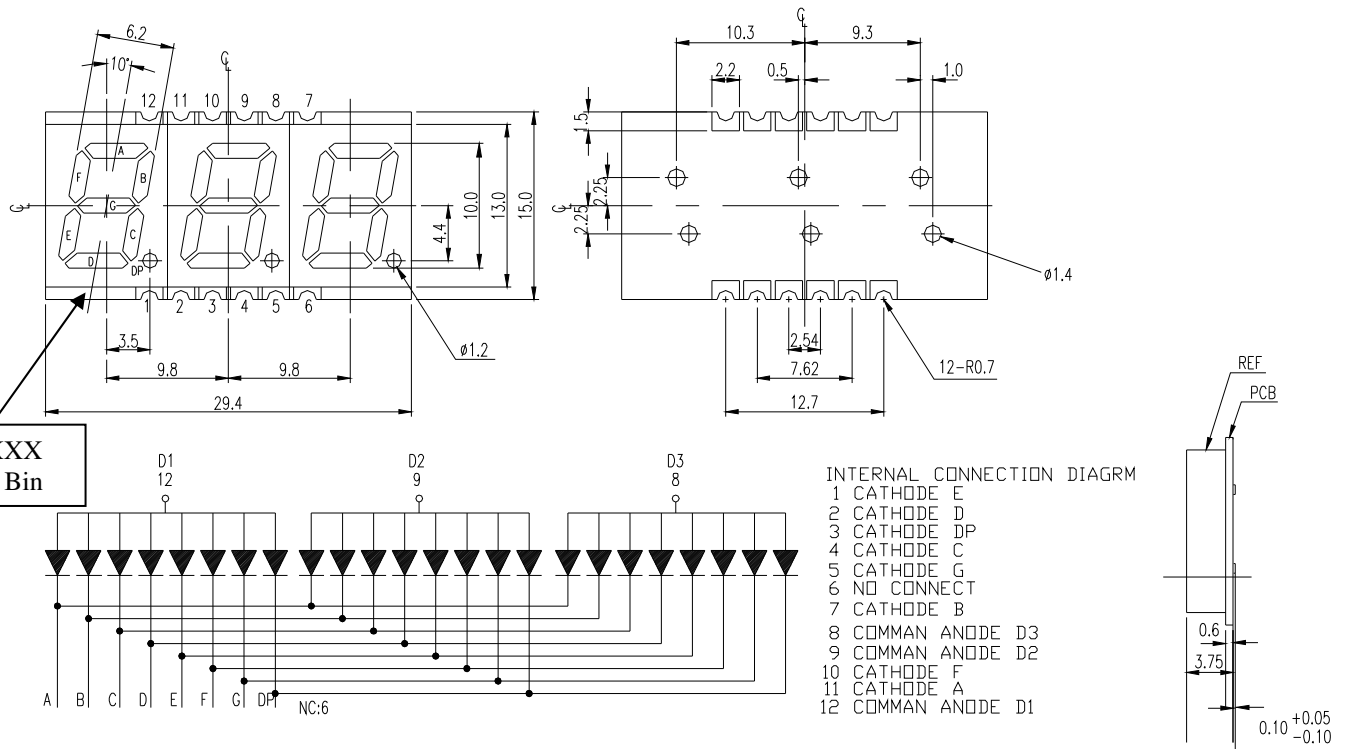 6.2
10°
℄
12 11 10 9 8 7
A
F B
G
E C
D
DP
1 2 3 4 5 6
℄
4.4
10.0
13.0
15.0
3.5
9.8 9.8
29.4
ø1.2
℄
10.3 9.3
2.2 0.5 1.0
1.5
2.25
℄
2.25
ø1.4
2.54
7.62
12.7
12-R0.7
REF
PCB
0.6
3.75
0.10 +0.05
-0.10
XXX
Bin
D1 D2 D3
12 9 8
A B C D E F G DP
NC:6
INTERNAL CONNECTION DIAGRM
1 CATHODE E
2 CATHODE D
3 CATHODE DP
4 CATHODE C
5 CATHODE G
6 NO CONNECT
7 CATHODE B
8 COMMAN ANODE D3
9 COMMAN ANODE D2
10 CATHODE F
11 CATHODE A
12 COMMAN ANODE D1